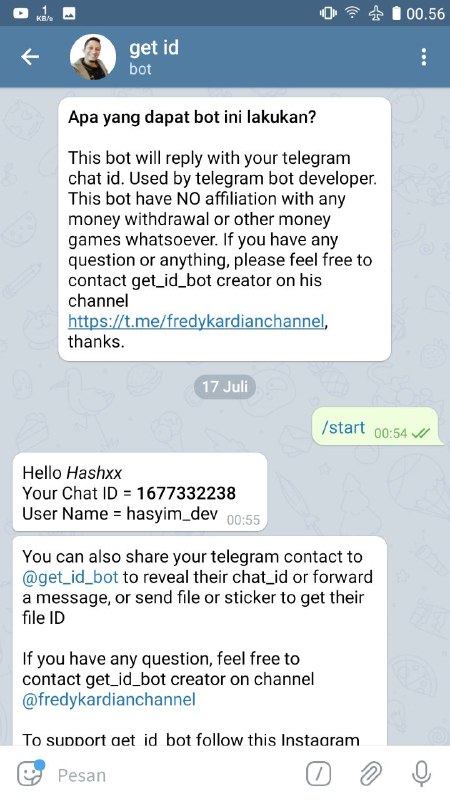 1
KB/s
00.56
get id
bot
Apa yang dapat bot ini lakukan?
This bot will reply with your telegram
chat id. Used by telegram bot developer.
This bot have NO affiliation with any
money withdrawal or other money
games whatsoever. If you have any
question or anything, please feel free to
contact get_id_bot creator on his
channel
https://t.me/fredykardianchannel,
thanks.
17 Juli
/start 00:54
Hello Hashxx
Your Chat ID = 1677332238
User Name = hasyim_dev 00:55
You can also share your telegram contact to
@get_id_bot to reveal their chat_id or forward
a message, or send file or sticker to get their
file ID
If you have any question, feel free to
contact get_id_bot creator on channel
@fredykardianchannel
To support get_id_bot follow this Instagram
Pesan